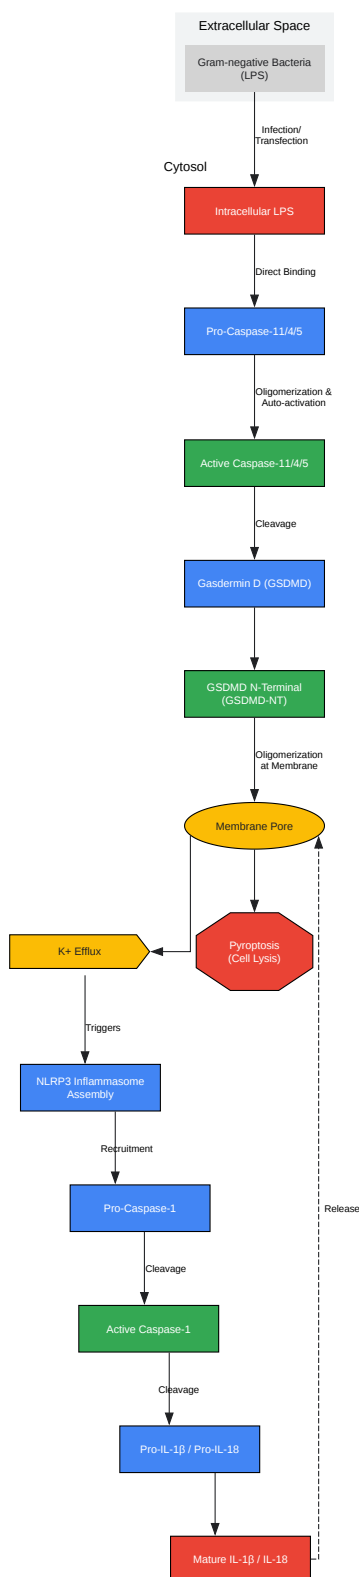 Extracellular Space
Gram-negative Bacteria
(LPS)
Infection/
Transfection
Cytosol
Intracellular LPS
Direct Binding
Pro-Caspase-11/4/5
Oligomerization &
Auto-activation
Active Caspase-11/4/5
Cleavage
Gasdermin D (GSDMD)
GSDMD N-Terminal
(GSDMD-NT)
Oligomerization
at Membrane
Membrane Pore
Pyroptosis
(Cell Lysis)
K+ Efflux
Triggers
NLRP3 Inflammasome
Assembly
Recruitment
Pro-Caspase-1
Release
Cleavage
Active Caspase-1
Cleavage
Pro-IL-1β / Pro-IL-18
Mature IL-1β / IL-18